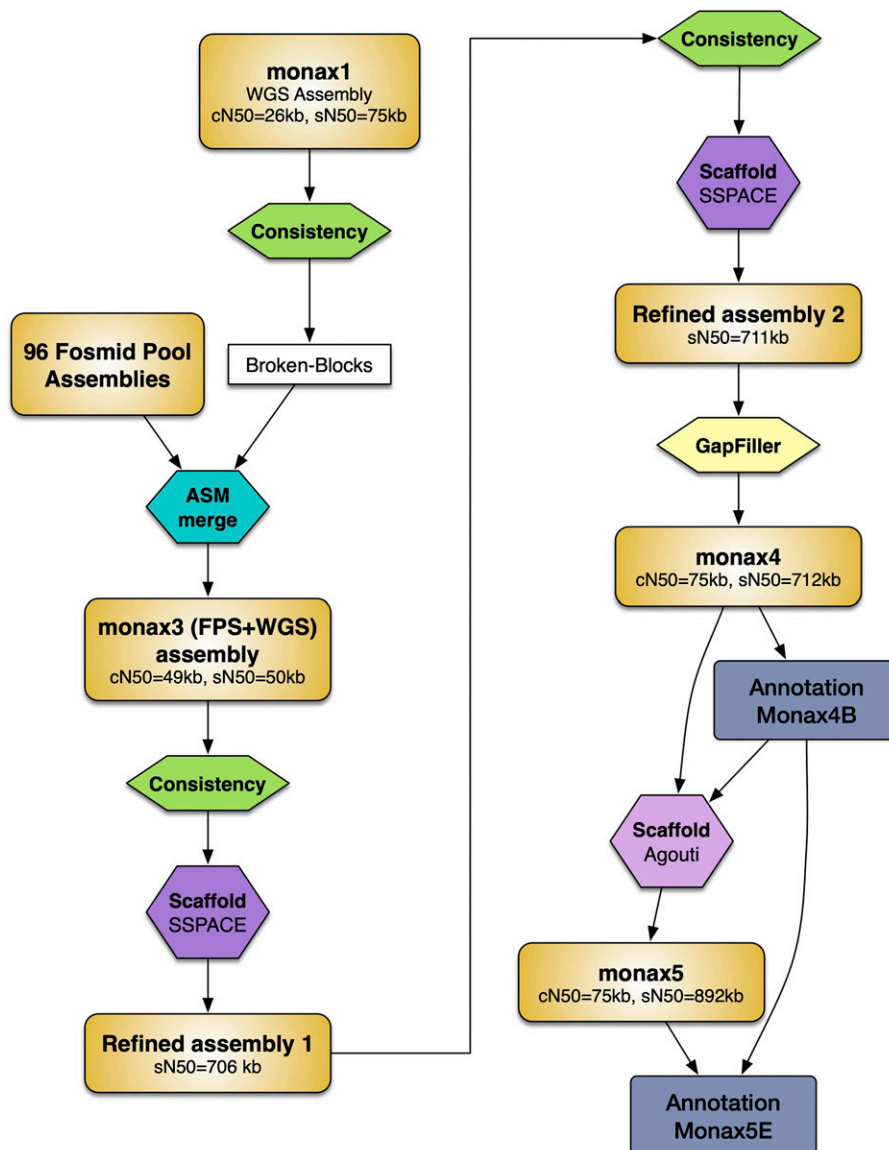 monax1
WGS Assembly
cN50=26kb, sN50=75kb
Consistency
96 Fosmid Pool
Assemblies
Broken-Blocks
ASM
merge
monax3 (FPS+WGS)
assembly
cN50=49kb, sN50=50kb
Consistency
Scaffold
SSPACE
Refined assembly 1
sN50=706 kb
Consistency
Scaffold
SSPACE
Refined assembly 2
sN50=711kb
GapFiller
monax4
cN50=75kb, sN50=712kb
Annotation
Monax4B
Scaffold
Agouti
monax5
cN50=75kb, sN50=892kb
Annotation
Monax5E